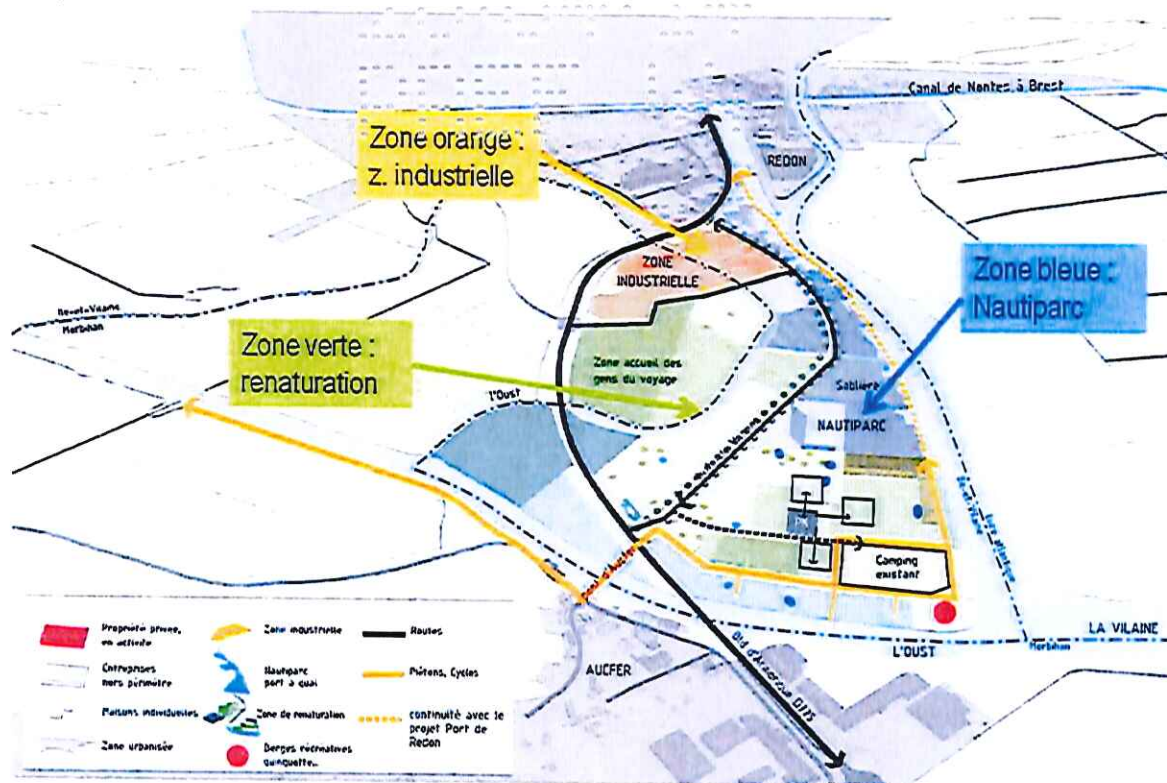 Canal de Nantes à Brest
Zone orange :
z. industrielle
REDON
ZONE
INDUSTRIELLE
Zone bleue :
Nautiparc
Morbihan
Zone verte :
renaturation
Zone accueil des
gens du voyage
l'Oust
Sablière
NAUTIPARC
Camping
existant
LA VILAINE
L'OUST
Morbihan
AUCFER
Propriété privée,
en activité
Entreprises
hors périmètre
Maisons individuelles
Zone urbanisée
Zone industrielle
Nautiparc
port à quai
Zone de renaturation
Berges récréatives
guinguette..
Routes
Piétons, Cycles
continuité avec le
projet Port de
Redon